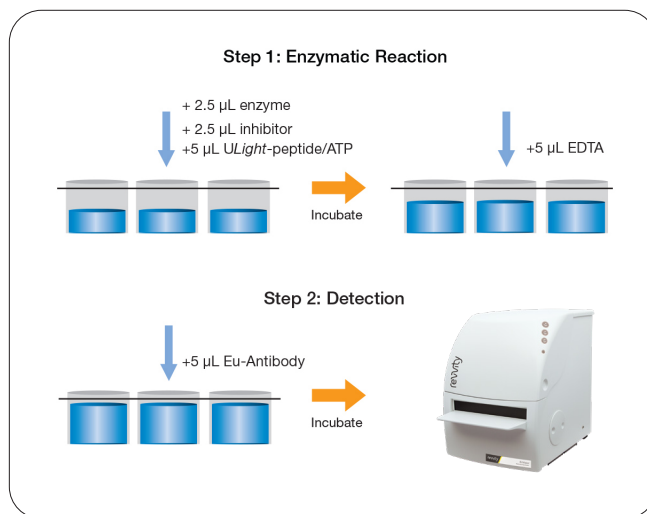 Step 1: Enzymatic Reaction
+ 2.5 µL enzyme
+ 2.5 µL inhibitor
+5 µL ULight-peptide/ATP
Incubate
+5 µL EDTA
Step 2: Detection
+5 µL Eu-Antibody
Incubate
revvity